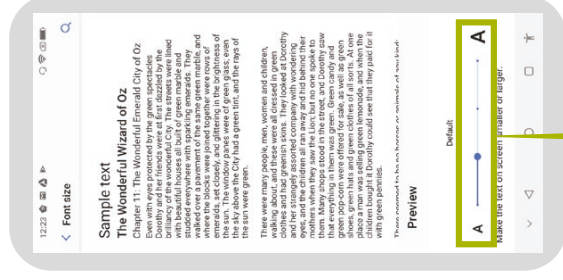 12:23
Font size
Sample text
The Wonderful Wizard of Oz
Chapter 11: The Wonderful Emerald City of Oz
Even with eyes protected by the green spectacles
Dorothy and her friends were at first dazzled by the
brilliancy of the wonderful City. The streets were lined
with beautiful houses all built of green marble and
studded everywhere with sparkling emeralds. They
walked over a pavement of the same green marble, and
where the blocks were joined together were rows of
emeralds, set closely, and glittering in the brightness of
the sun. The window panes were of green glass; even
the sky above the City had a green tint, and the rays of
the sun were green.
There were many people, men, women and children,
walking about, and these were all dressed in green
clothes and had greenish skins. They looked at Dorothy
and her strangely assorted company with wondering
eyes, and the children all ran away and hid behind their
mothers when they saw the Lion; but no one spoke to
them. Many shops stood in the street, and Dorothy saw
that everything in them was green. Green candy and
green pop-corn were offered for sale, as well as green
shoes, green hats and green clothes of all sorts. At one
place a man was selling green lemonade, and when the
children bought it Dorothy could see that they paid for it
with green pennies.
Preview
Default
A A
Make the text on screen smaller or larger.